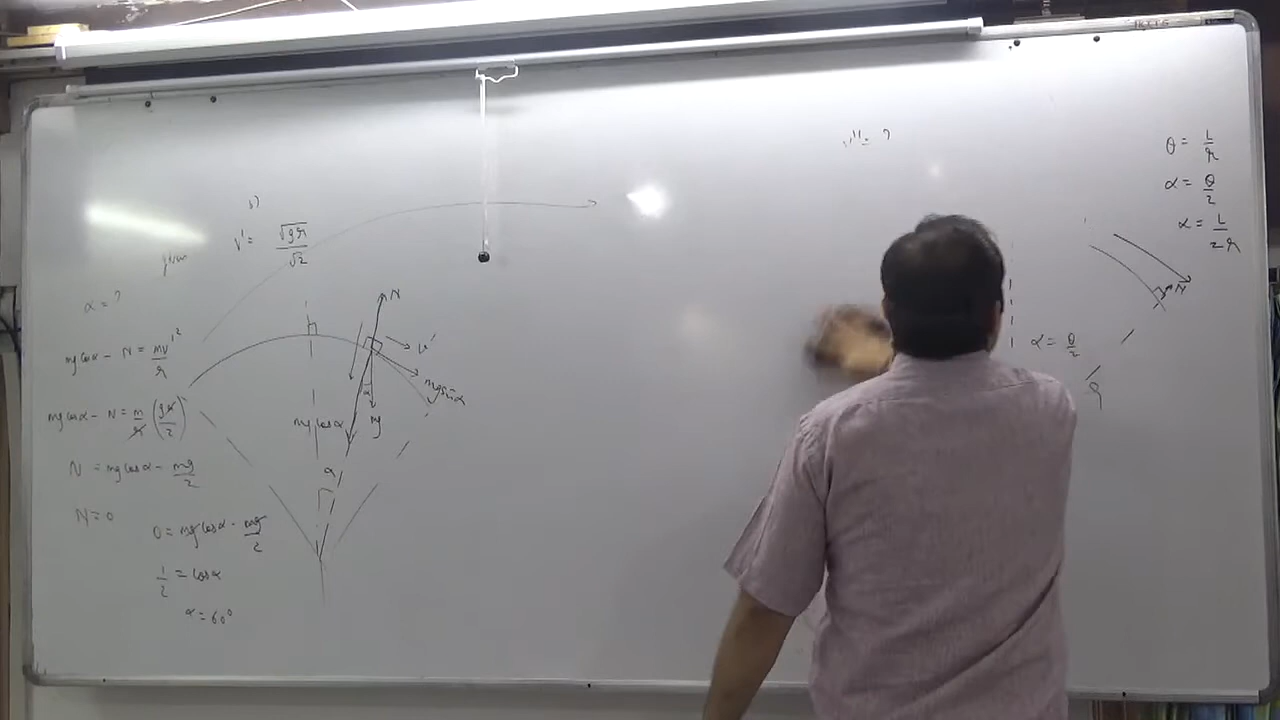 b)
v' = √gr / √2
given
α = ?
mg cos α - N = mv'² / r
mg cos α - N = m / r (gr / 2)
N = mg cos α - mg / 2
N = 0
0 = mg cos α - mg / 2
1 / 2 = cos α
α = 60°
N
v'
mg sin α
α
mg
mg cos α
α
v'' = ?
θ = L / r
α = θ / 2
α = L / 2r
N
α = θ / 2
r